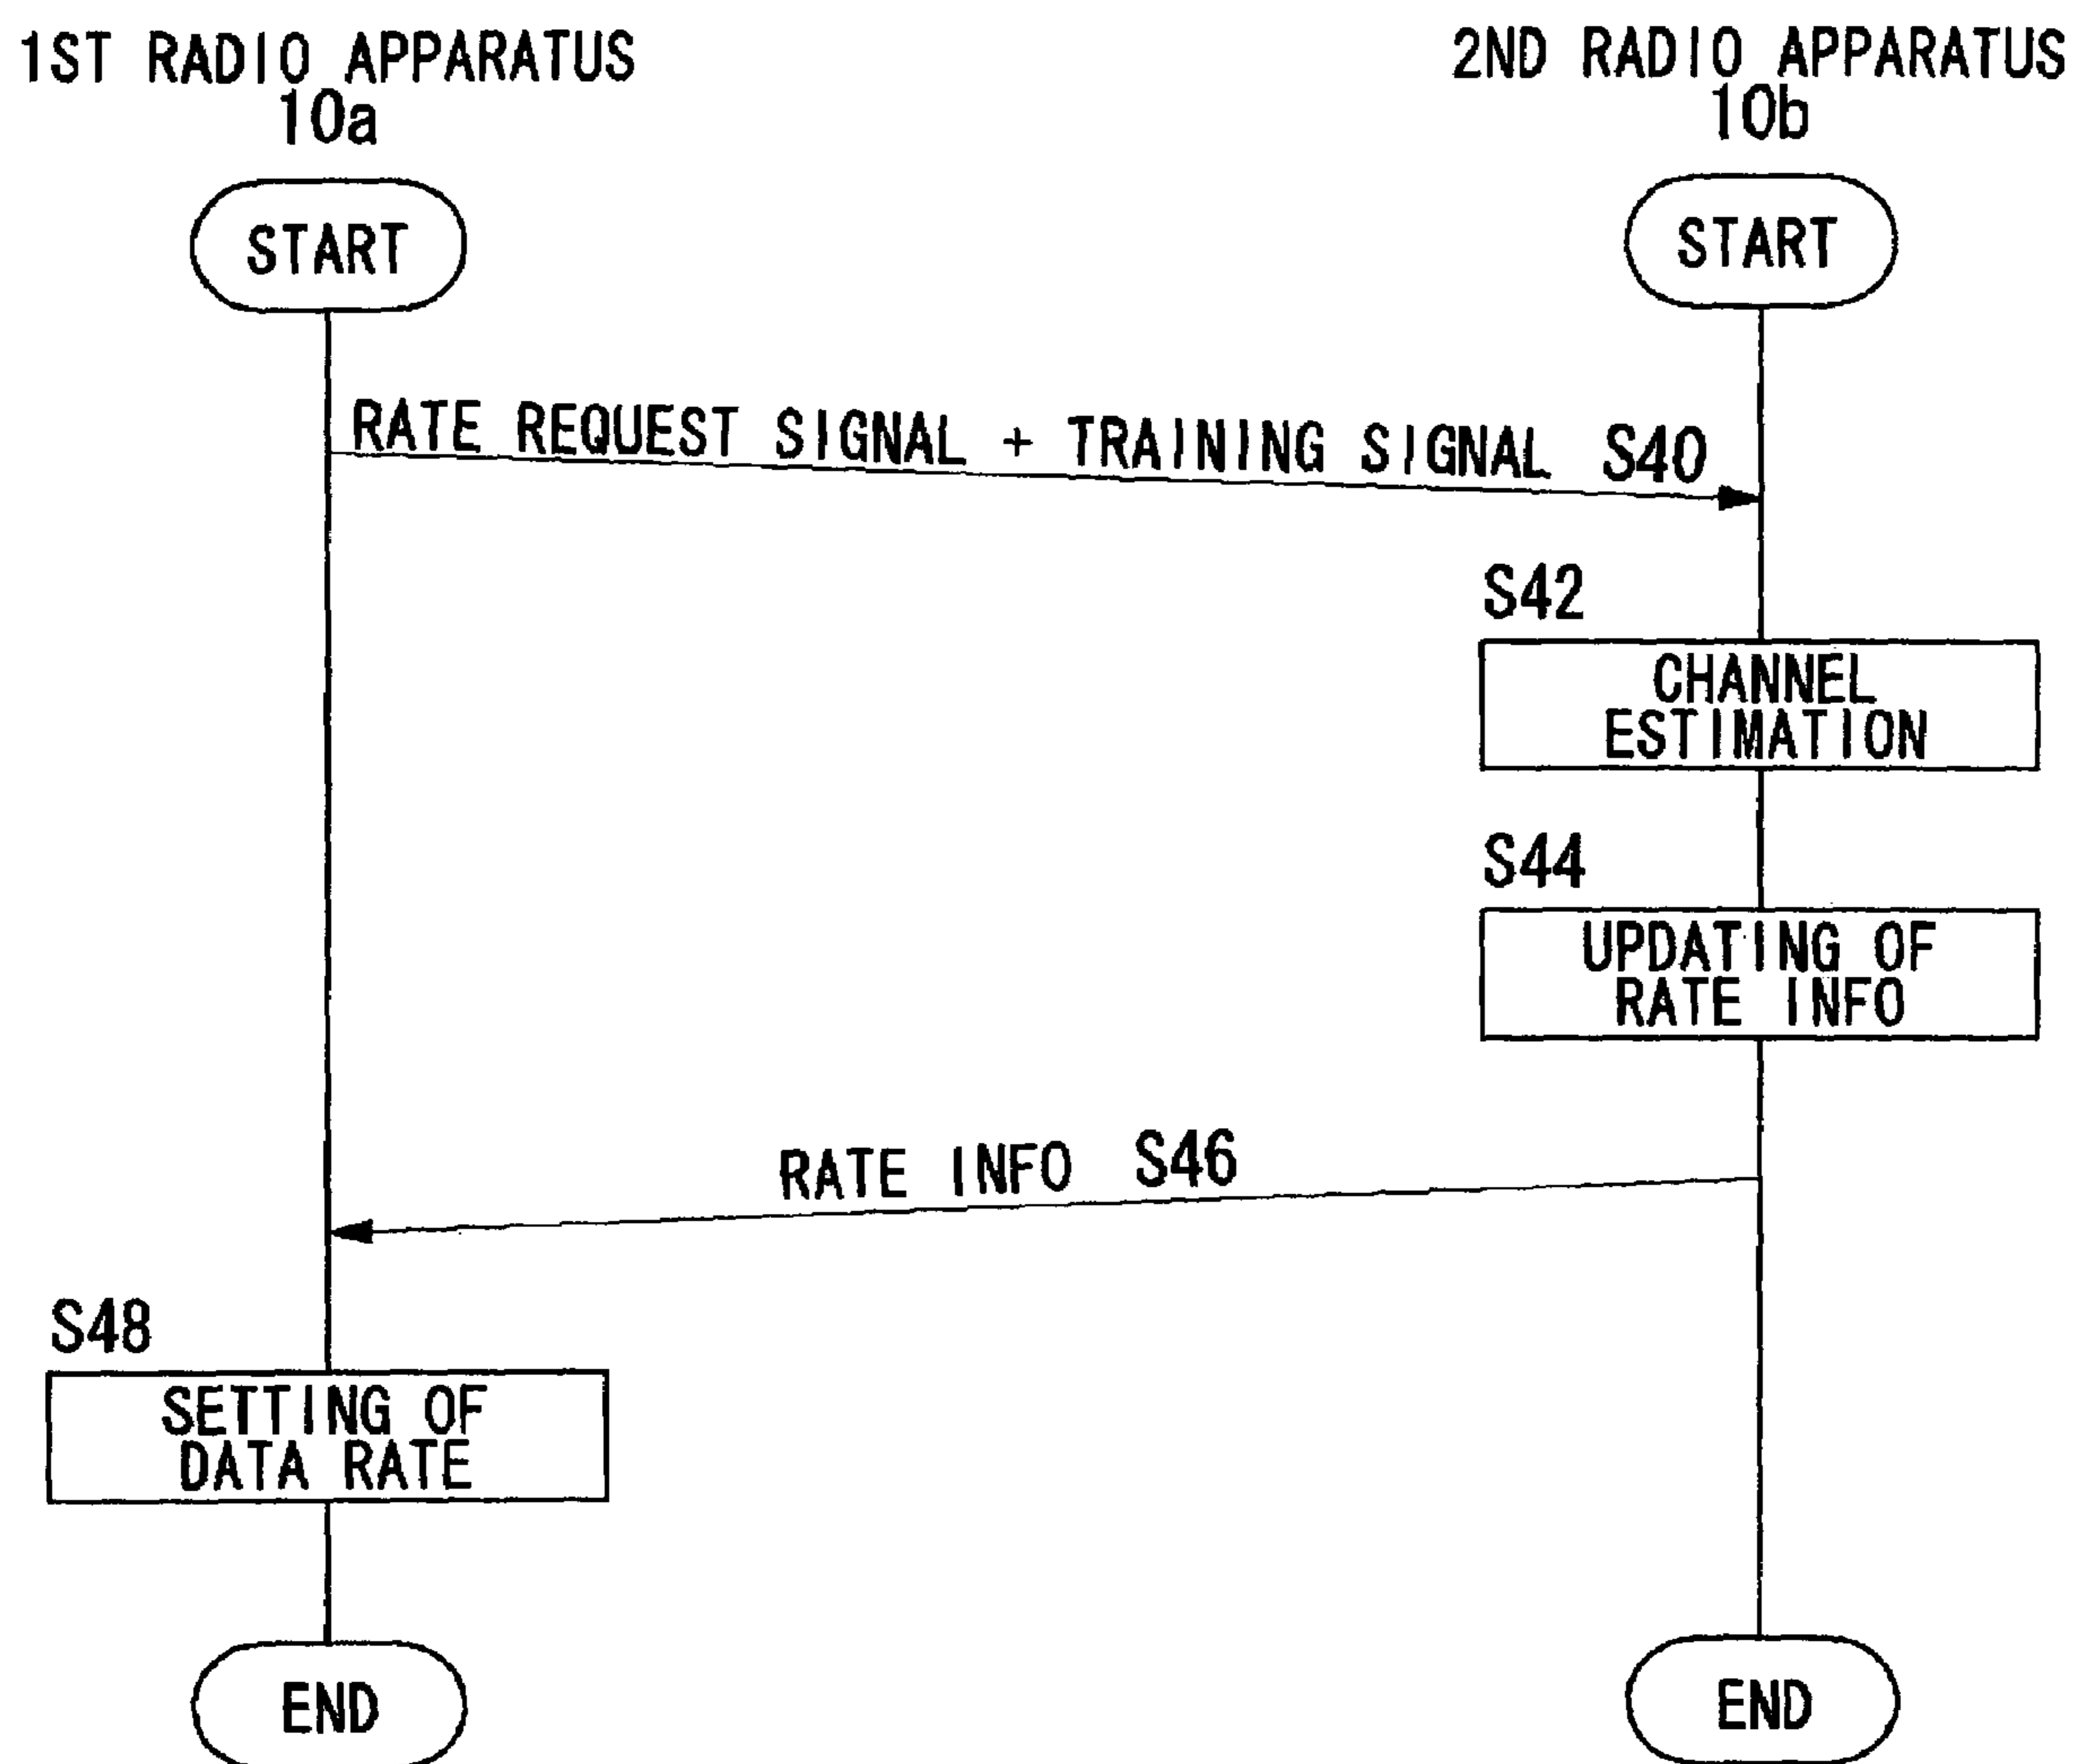 1ST RADIO APPARATUS
10a
2ND RADIO APPARATUS
10b
START
START
RATE REQUEST SIGNAL + TRAINING SIGNAL S40
S42
CHANNEL
ESTIMATION
S44
UPDATING OF
RATE INFO
RATE INFO S46
S48
SETTING OF
DATA RATE
END
END